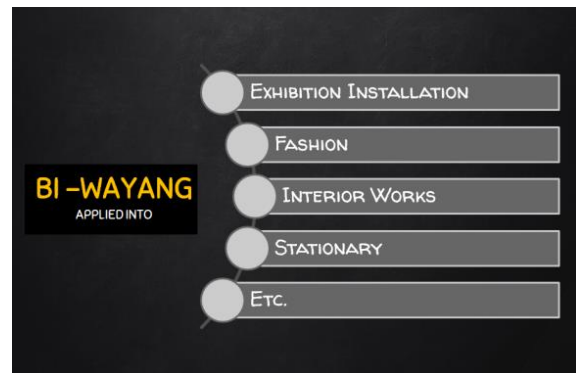 BI –WAYANG
APPLIED INTO
Exhibition Installation
Fashion
Interior Works
Stationary
Etc.